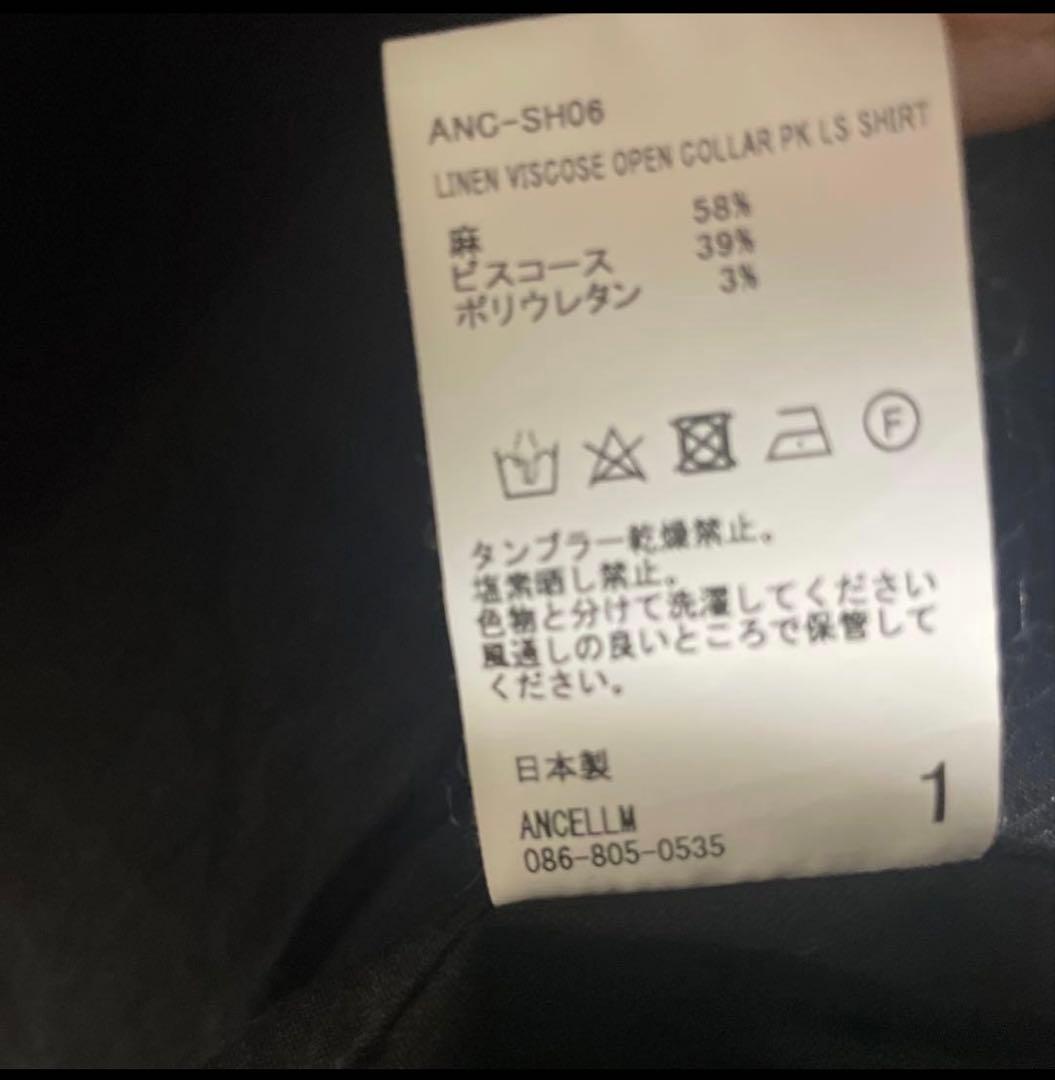 ANC-SH06
LINEN VISCOSE OPEN COLLAR PK LS SHIRT
麻 58%
ビスコース 39%
ポリウレタン 3%
F
タンブラー乾燥禁止。
塩素晒し禁止。
色物と分けて洗濯してください
風通しの良いところで保管して
ください。
日本製
1
ANCELLM
086-805-0535